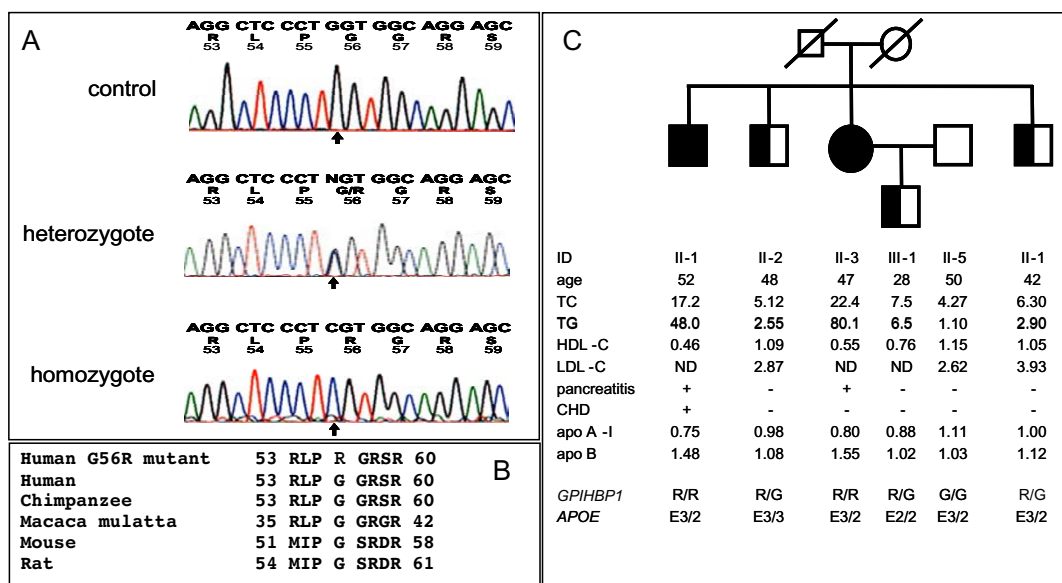 A
AGG CTC CCT GGT GGC AGG AGC
R L P G G R S
53 54 55 56 57 58 59
control
AGG CTC CCT NGT GGC AGG AGC
R L P G/R G R S
53 54 55 56 57 58 59
heterozygote
AGG CTC CCT CGT GGC AGG AGC
R L P R G R S
53 54 55 56 57 58 59
homozygote
B
Human G56R mutant 53 RLP R GRSR 60
Human 53 RLP G GRSR 60
Chimpanzee 53 RLP G GRSR 60
Macaca mulatta 35 RLP G GRGR 42
Mouse 51 MIP G SRDR 58
Rat 54 MIP G SRDR 61
C
ID II-1 II-2 II-3 III-1 II-5 II-1
age 52 48 47 28 50 42
TC 17.2 5.12 22.4 7.5 4.27 6.30
TG 48.0 2.55 80.1 6.5 1.10 2.90
HDL-C 0.46 1.09 0.55 0.76 1.15 1.05
LDL-C ND 2.87 ND ND 2.62 3.93
pancreatitis + - + - - -
CHD + - - - - -
apo A-I 0.75 0.98 0.80 0.88 1.11 1.00
apo B 1.48 1.08 1.55 1.02 1.03 1.12
GPIHBP1 R/R R/G R/R R/G G/G R/G
APOE E3/2 E3/3 E3/2 E2/2 E3/2 E3/2